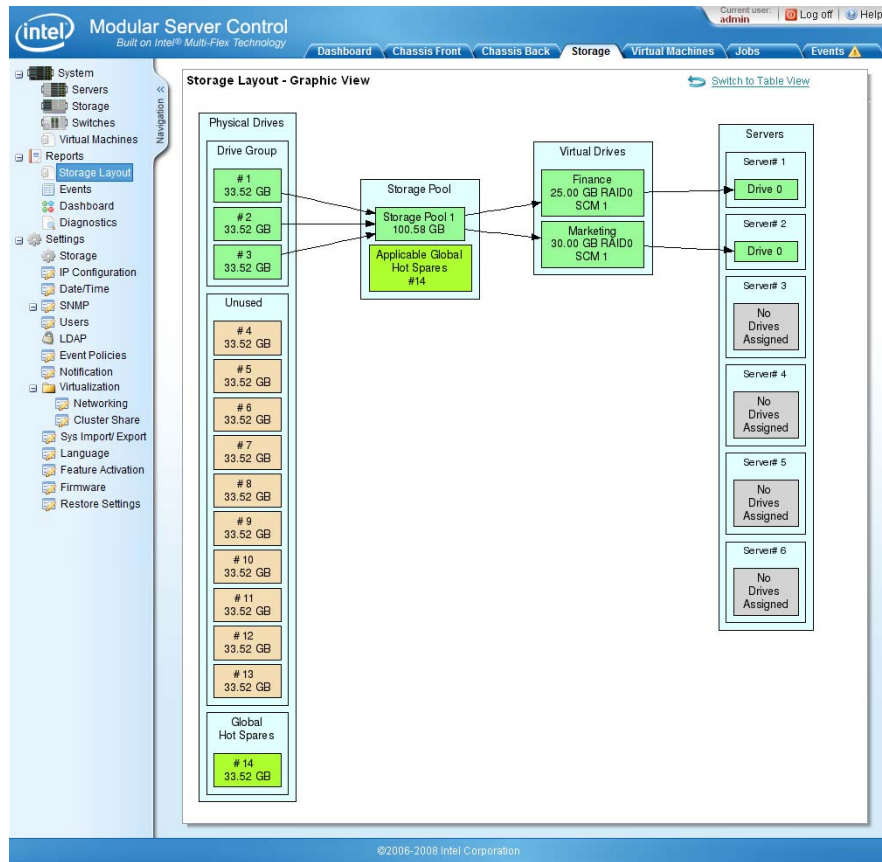 intel
Modular Server Control
Built on Intel® Multi-Flex Technology
Current user:
admin
Log off
Help
Dashboard
Chassis Front
Chassis Back
Storage
Virtual Machines
Jobs
Events
System
Servers
Storage
Switches
Virtual Machines
Reports
Storage Layout
Events
Dashboard
Diagnostics
Settings
Storage
IP Configuration
Date/Time
SNMP
Users
LDAP
Event Policies
Notification
Virtualization
Networking
Cluster Share
Sys Import/ Export
Language
Feature Activation
Firmware
Restore Settings
«
Navigation
Storage Layout - Graphic View
Switch to Table View
Physical Drives
Drive Group
# 1
33.52 GB
# 2
33.52 GB
# 3
33.52 GB
Unused
# 4
33.52 GB
# 5
33.52 GB
# 6
33.52 GB
# 7
33.52 GB
# 8
33.52 GB
# 9
33.52 GB
# 10
33.52 GB
# 11
33.52 GB
# 12
33.52 GB
# 13
33.52 GB
Global
Hot Spares
# 14
33.52 GB
Storage Pool
Storage Pool 1
100.58 GB
Applicable Global
Hot Spares
#14
Virtual Drives
Finance
25.00 GB RAID0
SCM 1
Marketing
30.00 GB RAID0
SCM 1
Servers
Server# 1
Drive 0
Server# 2
Drive 0
Server# 3
No
Drives
Assigned
Server# 4
No
Drives
Assigned
Server# 5
No
Drives
Assigned
Server# 6
No
Drives
Assigned
©2006-2008 Intel Corporation